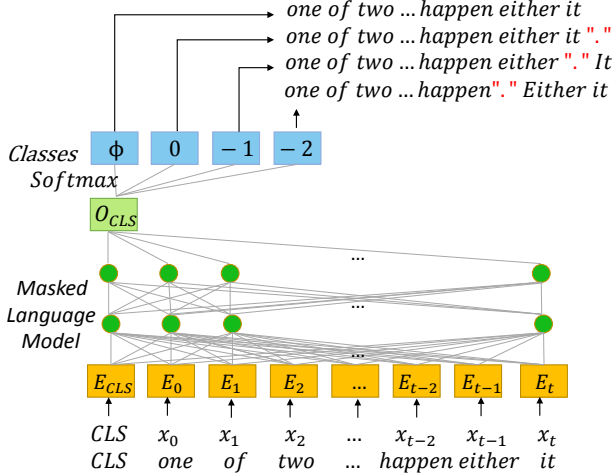 one of two ... happen either it
one of two ... happen either it "."
one of two ... happen either "." It
one of two ... happen"." Either it
Classes ϕ 0 −1 −2
Softmax
O_CLS
...
Masked
Language
Model
...
...
E_CLS E_0 E_1 E_2 ... E_t−2 E_t−1 E_t
CLS x_0 x_1 x_2 ... x_t−2 x_t−1 x_t
CLS one of two ... happen either it